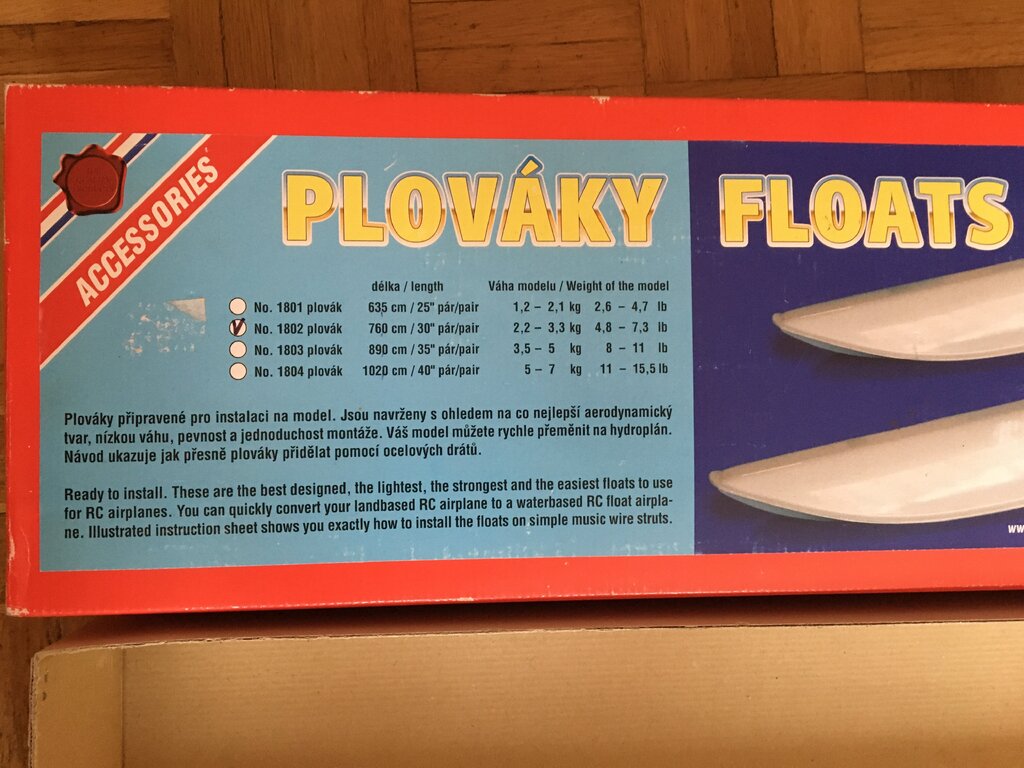 ACCESSORIES
PLOVÁKY
FLOATS
délka / length Váha modelu / Weight of the model
No. 1801 plovák 635 cm / 25" pár/pair 1,2 – 2,1 kg 2,6 – 4,7 lb
No. 1802 plovák 760 cm / 30" pár/pair 2,2 – 3,3 kg 4,8 – 7,3 lb
No. 1803 plovák 890 cm / 35" pár/pair 3,5 – 5 kg 8 – 11 lb
No. 1804 plovák 1020 cm / 40" pár/pair 5 – 7 kg 11 – 15,5 lb
Plováky připravené pro instalaci na model. Jsou navrženy s ohledem na co nejlepší aerodynamický
tvar, nízkou váhu, pevnost a jednoduchost montáže. Váš model můžete rychle přeměnit na hydroplán.
Návod ukazuje jak přesně plováky přidělat pomocí ocelových drátů.
Ready to install. These are the best designed, the lightest, the strongest and the easiest floats to use
for RC airplanes. You can quickly convert your landbased RC airplane to a waterbased RC float airpla-
ne. Illustrated instruction sheet shows you exactly how to install the floats on simple music wire struts.